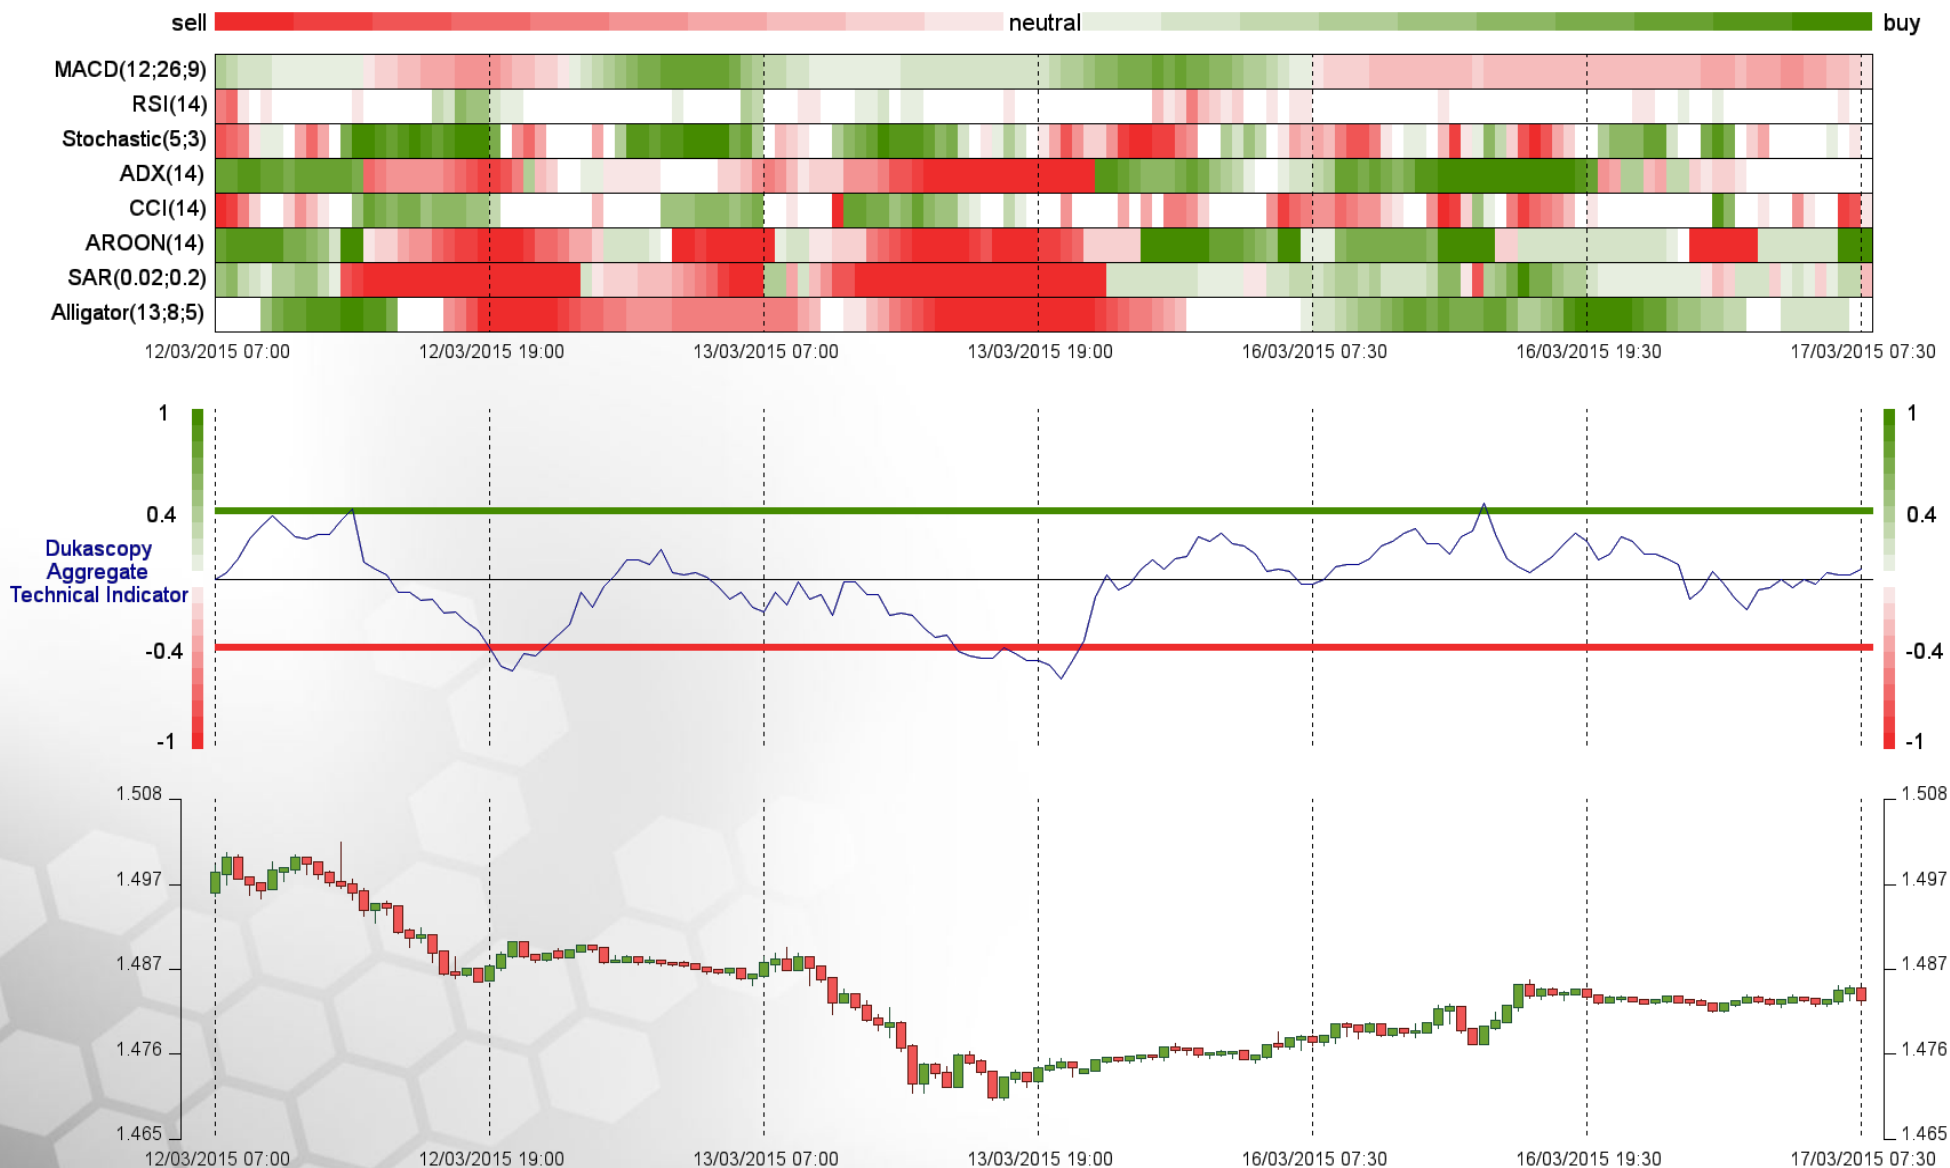 sell neutral buy
MACD(12;26;9)
RSI(14)
Stochastic(5;3)
ADX(14)
CCI(14)
AROON(14)
SAR(0.02;0.2)
Alligator(13;8;5)
12/03/2015 07:00 12/03/2015 19:00 13/03/2015 07:00 13/03/2015 19:00 16/03/2015 07:30 16/03/2015 19:30 17/03/2015 07:30
1 1
0.4 0.4
Dukascopy
Aggregate
Technical Indicator
-0.4 -0.4
-1 -1
1.508 1.508
1.497 1.497
1.487 1.487
1.476 1.476
1.465 1.465
12/03/2015 07:00 12/03/2015 19:00 13/03/2015 07:00 13/03/2015 19:00 16/03/2015 07:30 16/03/2015 19:30 17/03/2015 07:30